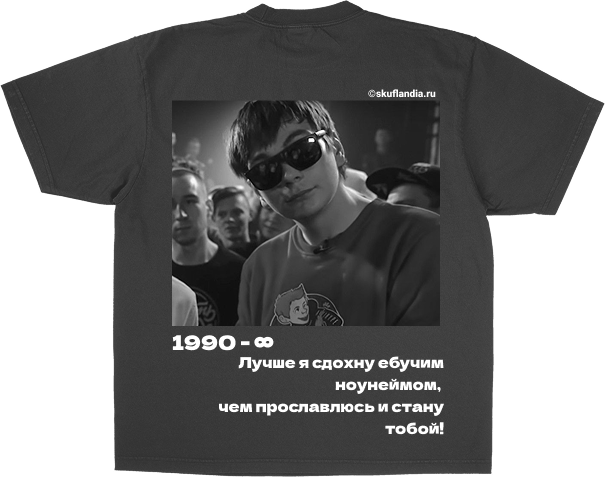 ©skuflandia.ru
1990 - ∞
Лучше я сдохну ебучим
ноунеймом,
чем прославлюсь и стану
тобой!